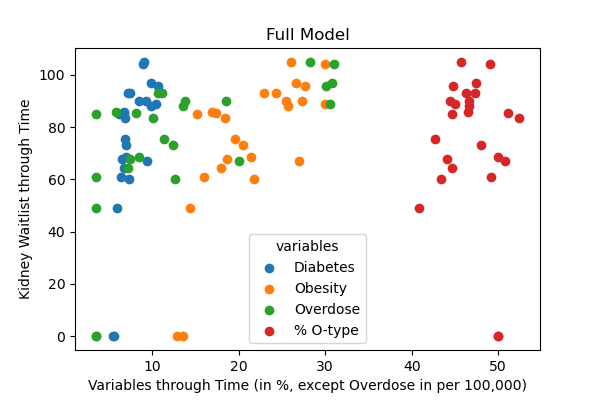 Full Model
Kidney Waitlist through Time
100
80
60
40
20
0
variables
Diabetes
Obesity
Overdose
% O-type
10 20 30 40 50
Variables through Time (in %, except Overdose in per 100,000)